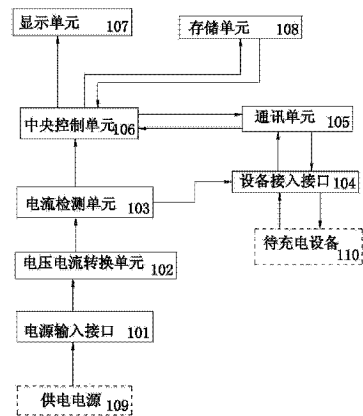 显示单元 107
存储单元 108
中央控制单元 106
通讯单元 105
电流检测单元 103
设备接入接口 104
电压电流转换单元 102
待充电设备 110
电源输入接口 101
供电电源 109